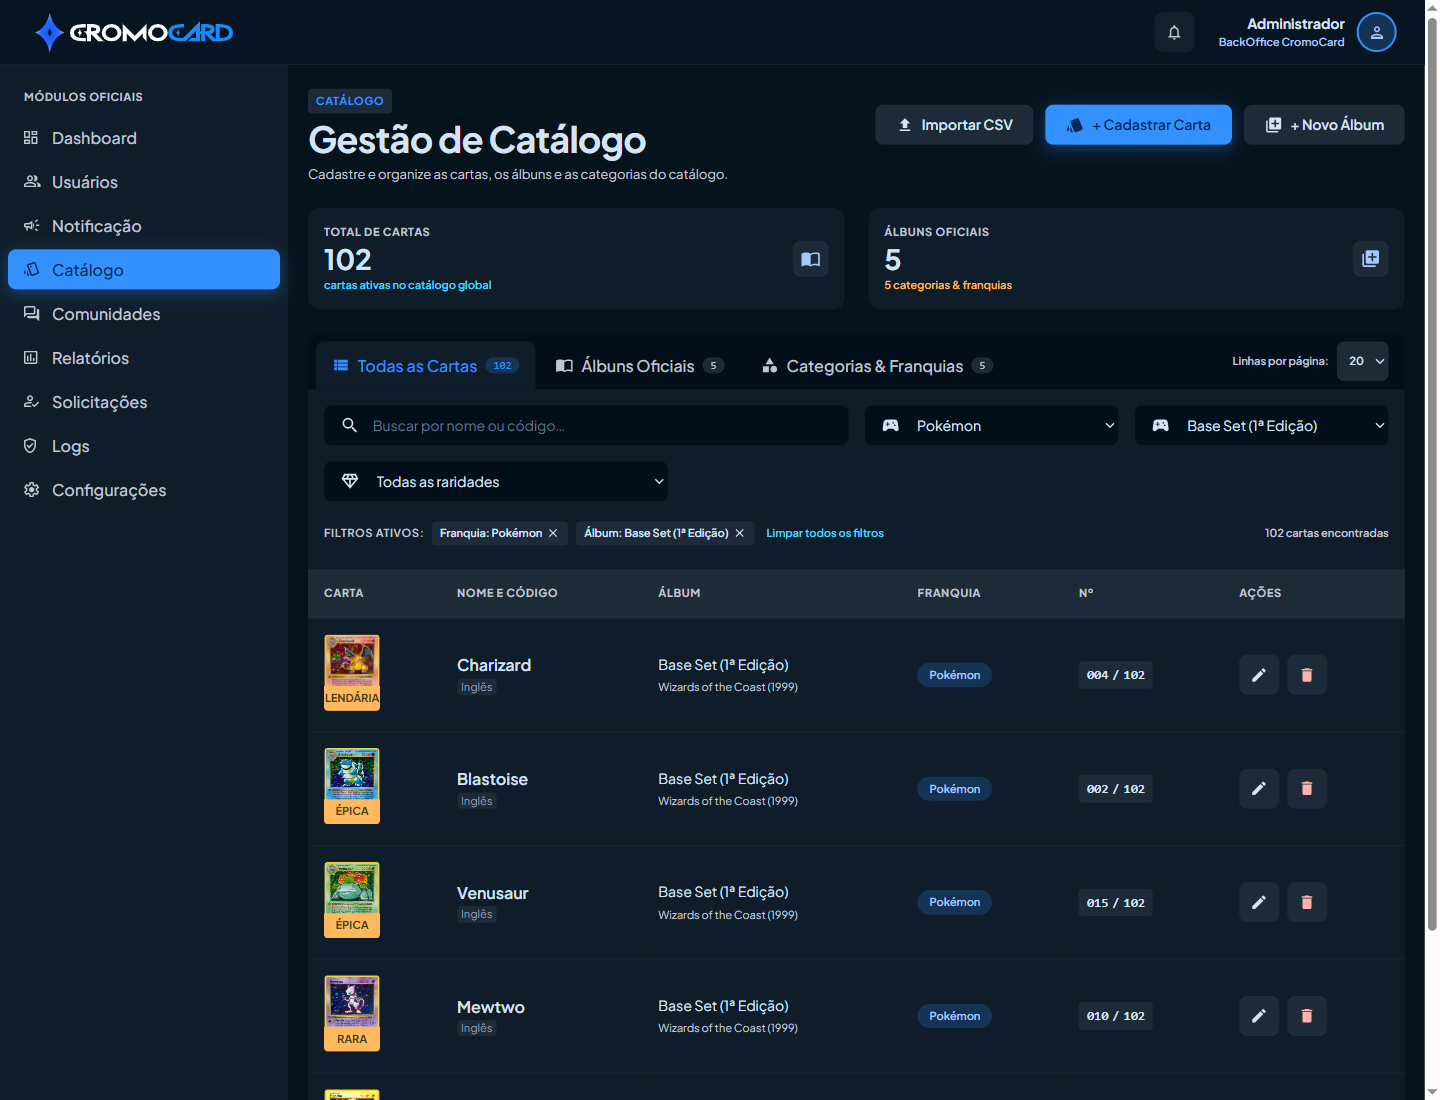 CROMOCARD
Administrador
BackOffice CromoCard
MÓDULOS OFICIAIS
Dashboard
Usuários
Notificação
Catálogo
Comunidades
Relatórios
Solicitações
Logs
Configurações
CATÁLOGO
Gestão de Catálogo
Cadastre e organize as cartas, os álbuns e as categorias do catálogo.
Importar CSV
+ Cadastrar Carta
+ Novo Álbum
TOTAL DE CARTAS
102
cartas ativas no catálogo global
ÁLBUNS OFICIAIS
5
5 categorias & franquias
Todas as Cartas 102
Álbuns Oficiais 5
Categorias & Franquias 5
Linhas por página: 20
Buscar por nome ou código...
Pokémon
Base Set (1ª Edição)
Todas as raridades
FILTROS ATIVOS: Franquia: Pokémon Álbum: Base Set (1ª Edição) Limpar todos os filtros
102 cartas encontradas
CARTA NOME E CÓDIGO ÁLBUM FRANQUIA Nº AÇÕES
LENDÁRIA
Charizard
Inglês
Base Set (1ª Edição)
Wizards of the Coast (1999)
Pokémon
004 / 102
ÉPICA
Blastoise
Inglês
Base Set (1ª Edição)
Wizards of the Coast (1999)
Pokémon
002 / 102
ÉPICA
Venusaur
Inglês
Base Set (1ª Edição)
Wizards of the Coast (1999)
Pokémon
015 / 102
RARA
Mewtwo
Inglês
Base Set (1ª Edição)
Wizards of the Coast (1999)
Pokémon
010 / 102